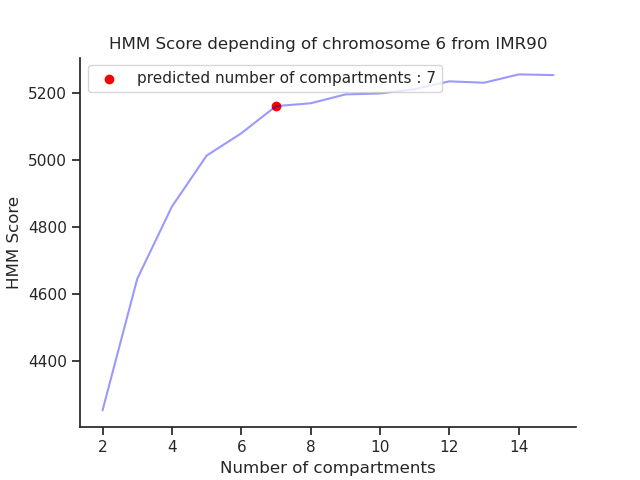 HMM Score depending of chromosome 6 from IMR90
predicted number of compartments : 7
5200
5000
4800
4600
4400
HMM Score
2 4 6 8 10 12 14
Number of compartments